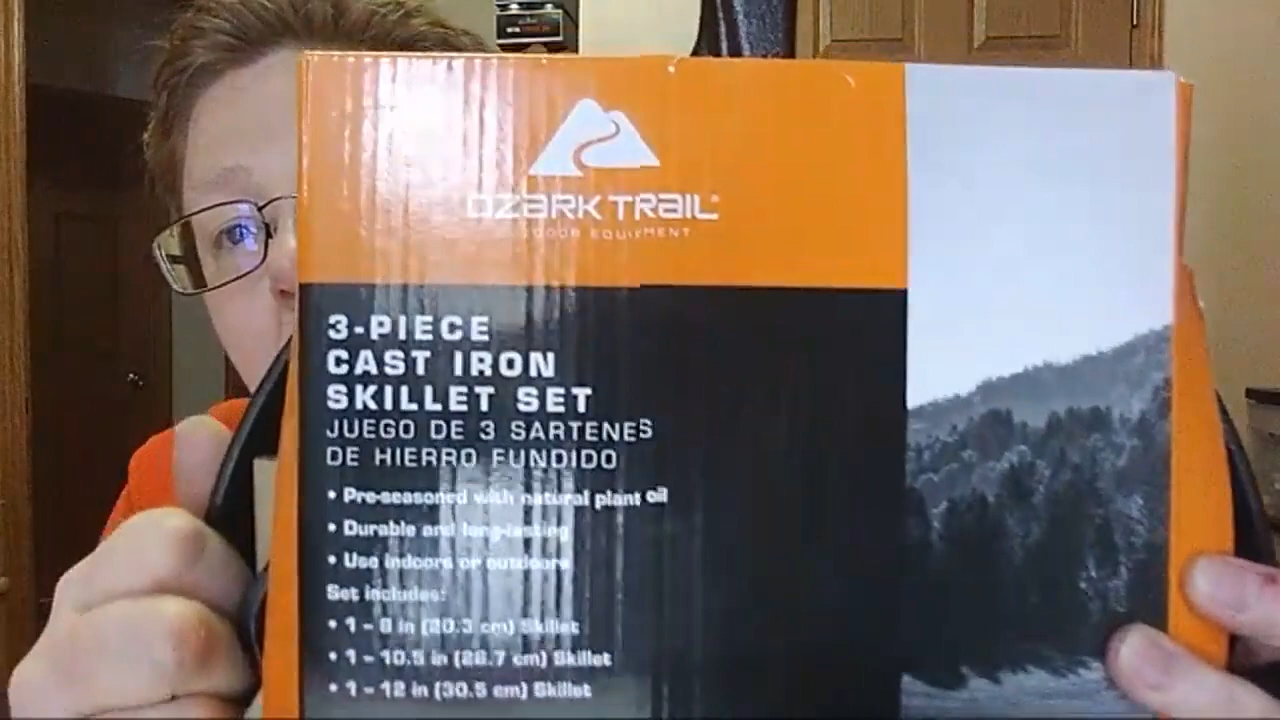 OZARK TRAIL®
OUTDOOR EQUIPMENT
3-PIECE
CAST IRON
SKILLET SET
JUEGO DE 3 SARTENES
DE HIERRO FUNDIDO
• Pre-seasoned with natural plant oil
• Durable and long-lasting
• Use indoors or outdoors
Set includes:
• 1 - 8 in (20.3 cm) Skillet
• 1 - 10.5 in (26.7 cm) Skillet
• 1 - 12 in (30.5 cm) Skillet